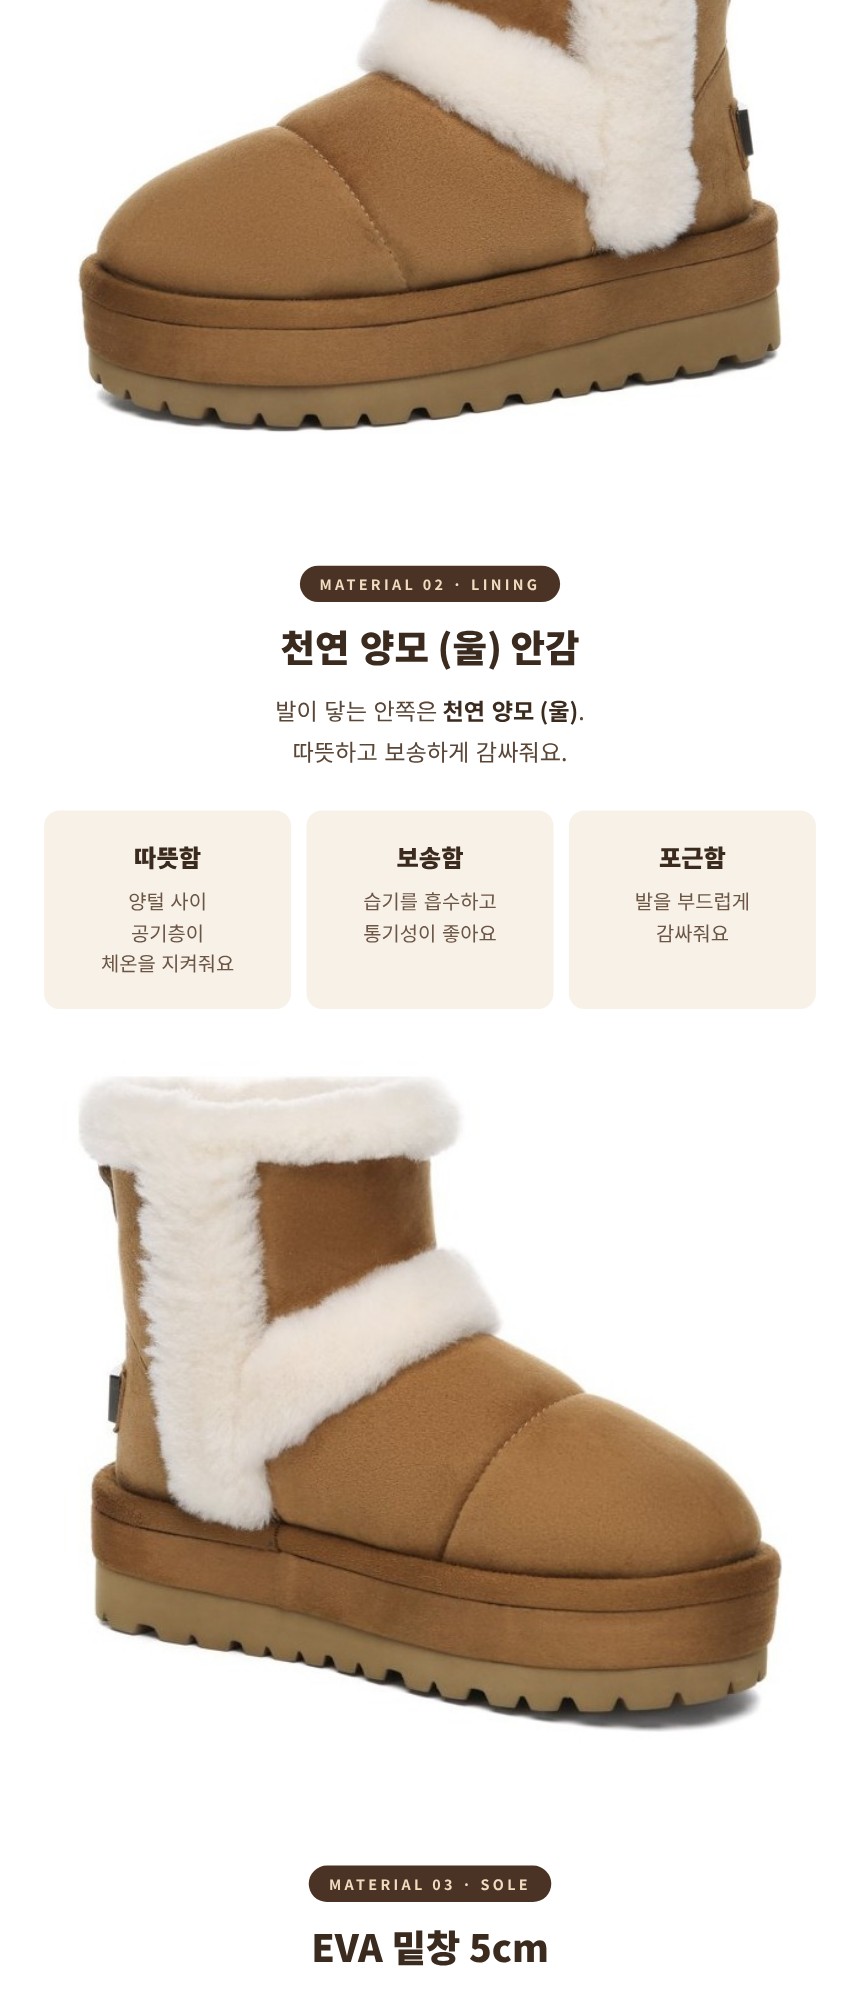 MATERIAL 02 · LINING
천연 양모 (울) 안감
발이 닿는 안쪽은 천연 양모 (울).
따뜻하고 보송하게 감싸줘요.
따뜻함
양털 사이
공기층이
체온을 지켜줘요
보송함
습기를 흡수하고
통기성이 좋아요
포근함
발을 부드럽게
감싸줘요
MATERIAL 03 · SOLE
EVA 밑창 5cm